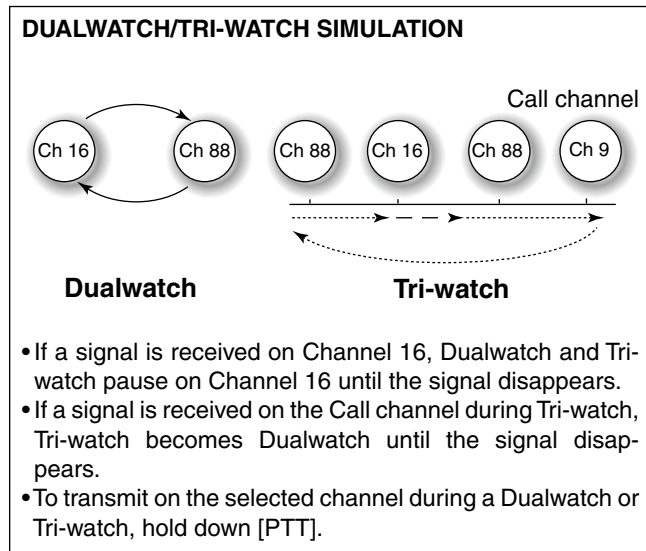 DUALWATCH/TRI-WATCH SIMULATION
Call channel
Ch 16
Ch 88
Ch 88
Ch 16
Ch 88
Ch 9
Dualwatch
Tri-watch
•If a signal is received on Channel 16, Dualwatch and Tri-
watch pause on Channel 16 until the signal disappears.
•If a signal is received on the Call channel during Tri-watch,
Tri-watch becomes Dualwatch until the signal disap-
pears.
•To transmit on the selected channel during a Dualwatch or
Tri-watch, hold down [PTT].